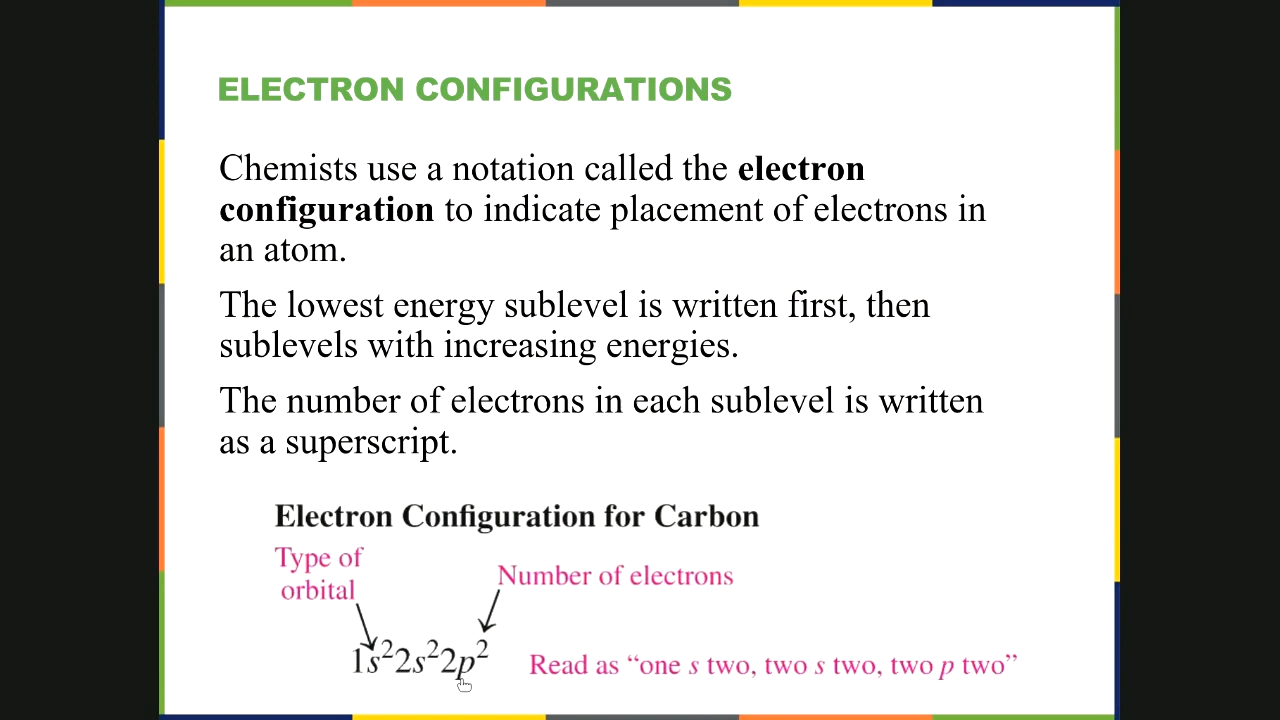 ELECTRON CONFIGURATIONS
Chemists use a notation called the electron
configuration to indicate placement of electrons in
an atom.
The lowest energy sublevel is written first, then
sublevels with increasing energies.
The number of electrons in each sublevel is written
as a superscript.
Electron Configuration for Carbon
Type of
orbital
Number of electrons
1s²2s²2p²
Read as “one s two, two s two, two p two”